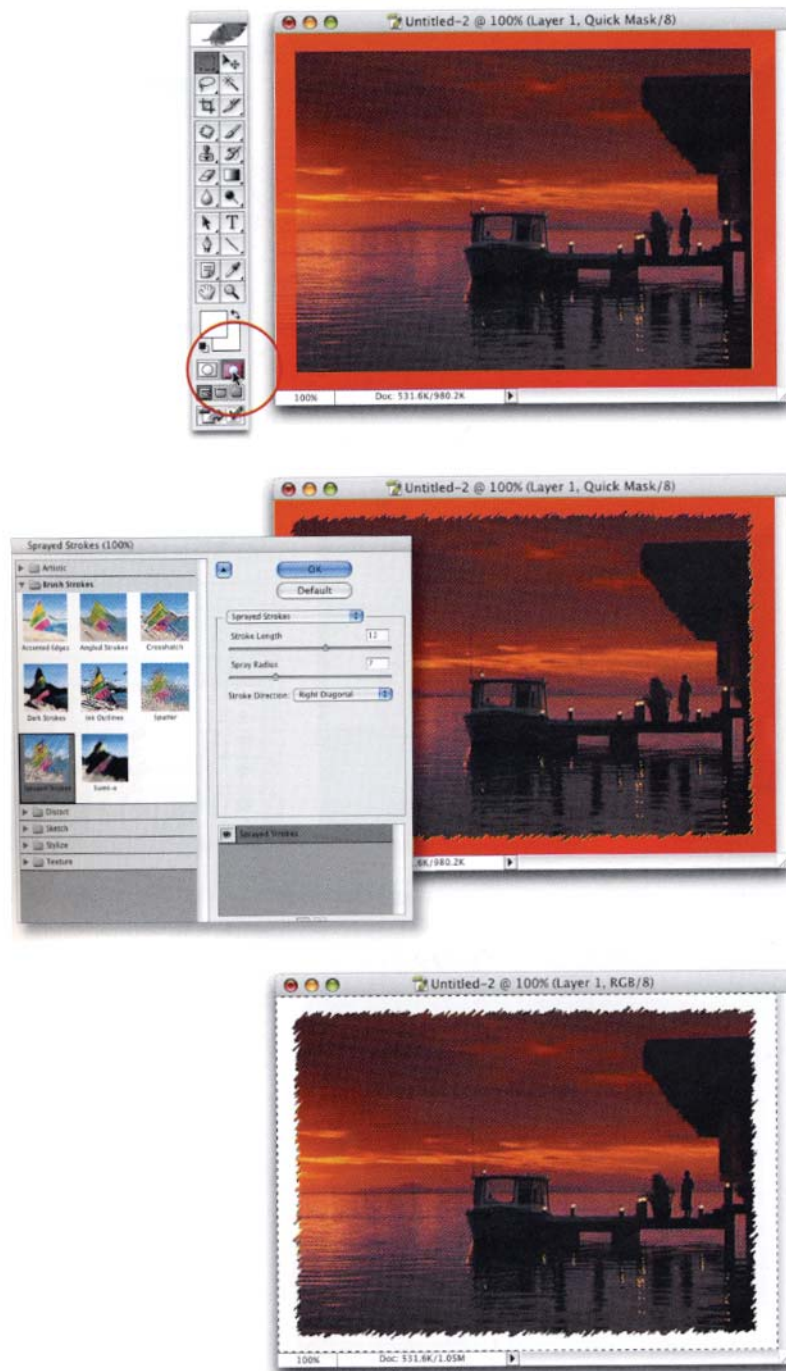 Untitled-2 @ 100% (Layer 1, Quick Mask/8)
T
100% Doc: 531.6K/980.2K
Untitled-2 @ 100% (Layer 1, Quick Mask/8)
Sprayed Strokes (100%)
Artistic
Brush Strokes
Accented Edges Angled Strokes Crosshatch
Dark Strokes Ink Outlines Spatter
Sprayed Strokes Sumi-e
Distort
Sketch
Stylize
Texture
OK
Default
Sprayed Strokes
Stroke Length 12
Spray Radius 7
Stroke Direction: Right Diagonal
Sprayed Strokes
.6K/980.2K
Untitled-2 @ 100% (Layer 1, RGB/8)
100% Doc: 531.6K/1.05M